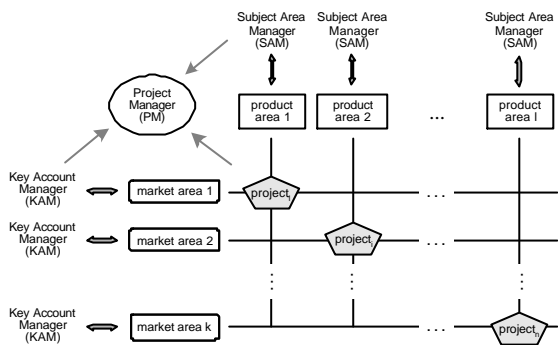 Subject Area
Manager
(SAM)
Subject Area
Manager
(SAM)
Subject Area
Manager
(SAM)
Project
Manager
(PM)
product
area 1
product
area 2
...
product
area l
Key Account
Manager
(KAM)
market area 1
project
...
Key Account
Manager
(KAM)
market area 2
project
...
Key Account
Manager
(KAM)
market area k
...
project n